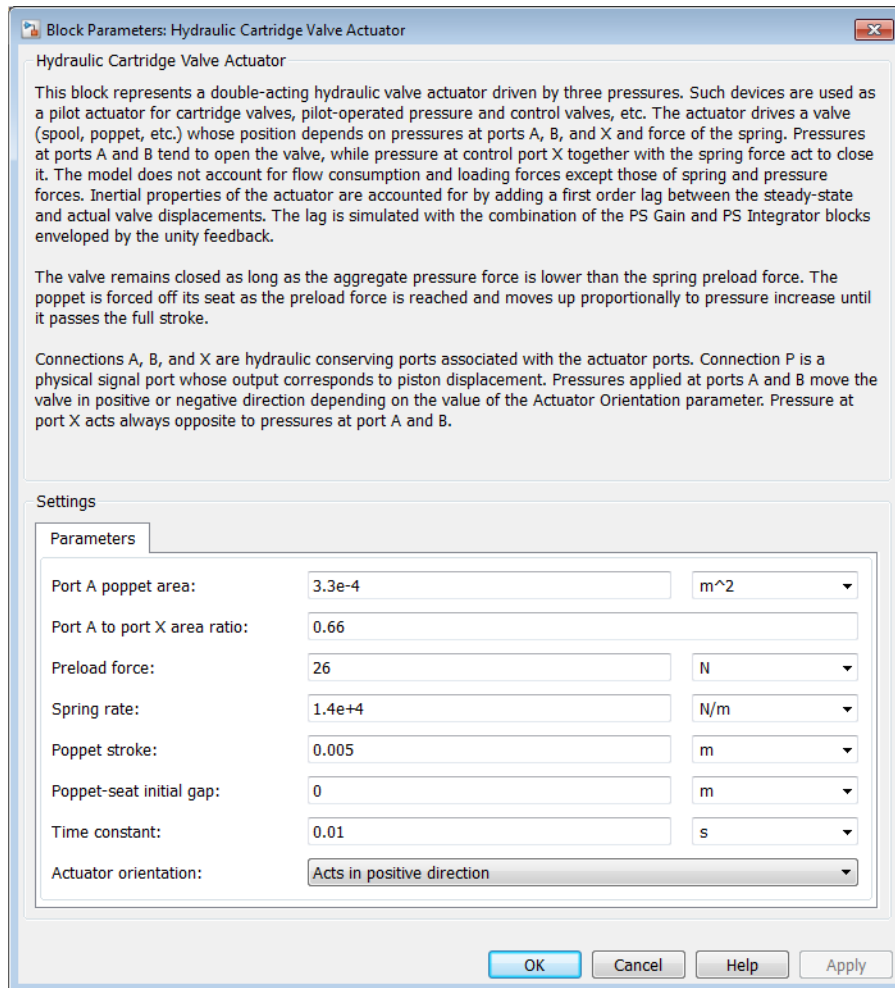 Block Parameters: Hydraulic Cartridge Valve Actuator
Hydraulic Cartridge Valve Actuator
This block represents a double-acting hydraulic valve actuator driven by three pressures. Such devices are used as
a pilot actuator for cartridge valves, pilot-operated pressure and control valves, etc. The actuator drives a valve
(spool, poppet, etc.) whose position depends on pressures at ports A, B, and X and force of the spring. Pressures
at ports A and B tend to open the valve, while pressure at control port X together with the spring force act to close
it. The model does not account for flow consumption and loading forces except those of spring and pressure
forces. Inertial properties of the actuator are accounted for by adding a first order lag between the steady-state
and actual valve displacements. The lag is simulated with the combination of the PS Gain and PS Integrator blocks
enveloped by the unity feedback.
The valve remains closed as long as the aggregate pressure force is lower than the spring preload force. The
poppet is forced off its seat as the preload force is reached and moves up proportionally to pressure increase until
it passes the full stroke.
Connections A, B, and X are hydraulic conserving ports associated with the actuator ports. Connection P is a
physical signal port whose output corresponds to piston displacement. Pressures applied at ports A and B move the
valve in positive or negative direction depending on the value of the Actuator Orientation parameter. Pressure at
port X acts always opposite to pressures at port A and B.
Settings
Parameters
Port A poppet area: 3.3e-4 m^2
Port A to port X area ratio: 0.66
Preload force: 26 N
Spring rate: 1.4e+4 N/m
Poppet stroke: 0.005 m
Poppet-seat initial gap: 0 m
Time constant: 0.01 s
Actuator orientation: Acts in positive direction
OK Cancel Help Apply